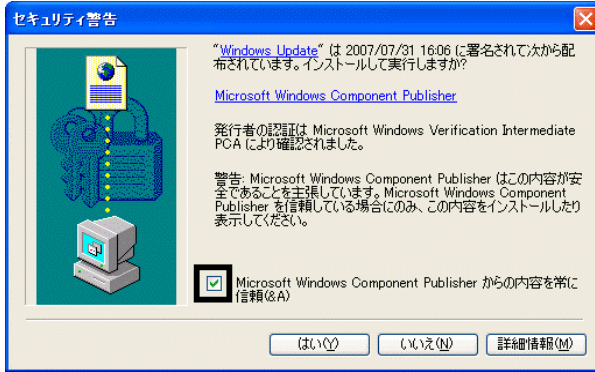 セキュリティ警告
"Windows Update" は 2007/07/31 16:06 に署名されて次から配
布されています。インストールして実行しますか?
Microsoft Windows Component Publisher
発行者の認証は Microsoft Windows Verification Intermediate
PCA により確認されました。
警告: Microsoft Windows Component Publisher はこの内容が安
全であることを主張しています。Microsoft Windows Component
Publisher を信頼している場合にのみ、この内容をインストールしたり
表示してください。
Microsoft Windows Component Publisher からの内容を常に
信頼(&A)
はい(Y) いいえ(N) 詳細情報(M)